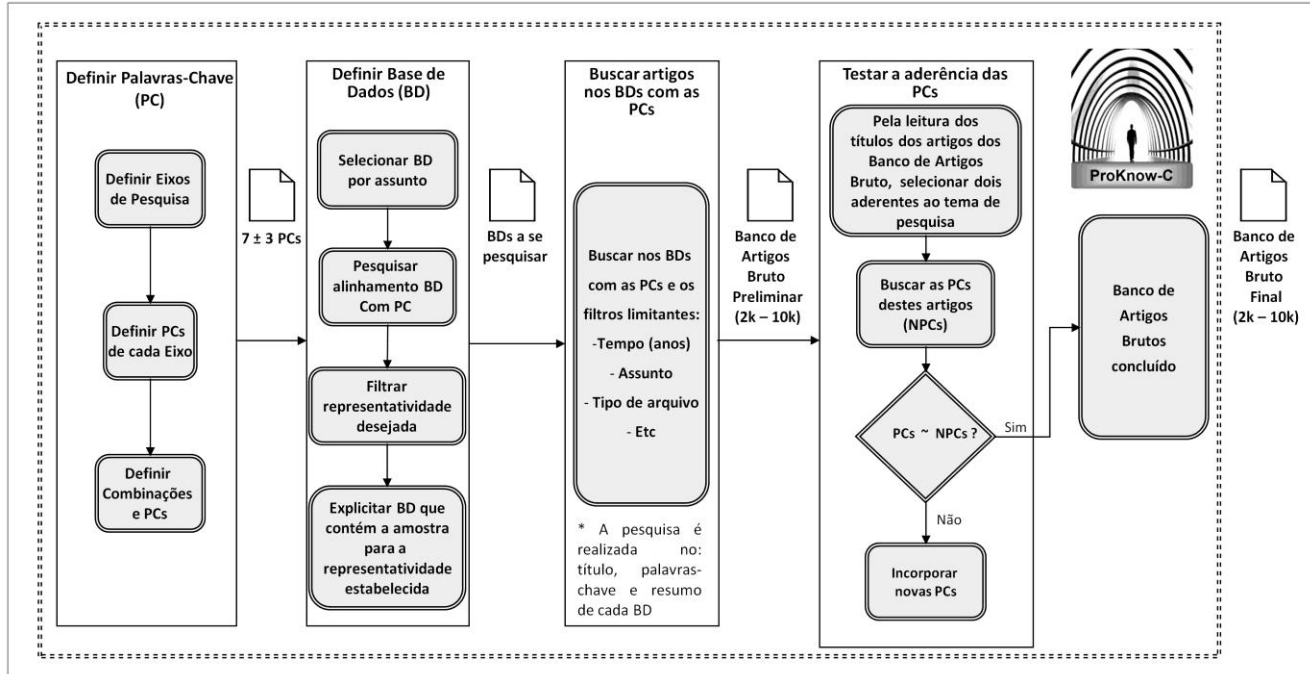 Definir Palavras-Chave
(PC)
Definir Eixos
de Pesquisa
Definir PCs
de cada Eixo
Definir
Combinações
e PCs
7 ± 3 PCs
Definir Base de
Dados (BD)
Selecionar BD
por assunto
Pesquisar
alinhamento BD
Com PC
Filtrar
representatividade
desejada
Explicitar BD que
contém a amostra
para a
representatividade
estabelecida
BDs a se
pesquisar
Buscar artigos
nos BDs com as
PCs
Buscar nos BDs
com as PCs e os
filtros limitantes:
-Tempo (anos)
- Assunto
- Tipo de arquivo
- Etc
* A pesquisa é
realizada no:
título, palavras-
chave e resumo
de cada BD
Banco de
Artigos
Bruto
Preliminar
(2k – 10k)
Testar a aderência das
PCs
Pela leitura dos
títulos dos artigos dos
Banco de Artigos
Bruto, selecionar dois
aderentes ao tema de
pesquisa
Buscar as PCs
destes artigos
(NPCs)
PCs ~ NPCs ?
Sim
Não
Incorporar
novas PCs
ProKnow-C
Banco de
Artigos
Brutos
concluído
Banco de
Artigos
Bruto
Final
(2k – 10k)